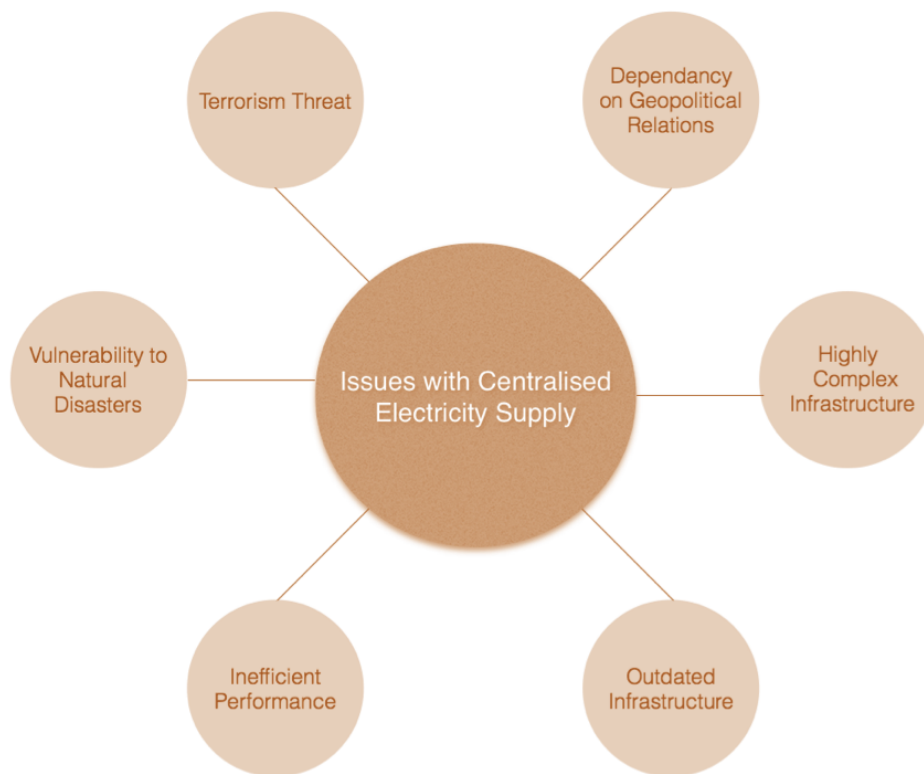 Terrorism Threat
Dependancy
on Geopolitical
Relations
Vulnerability to
Natural
Disasters
Issues with Centralised
Electricity Supply
Highly
Complex
Infrastructure
Inefficient
Performance
Outdated
Infrastructure